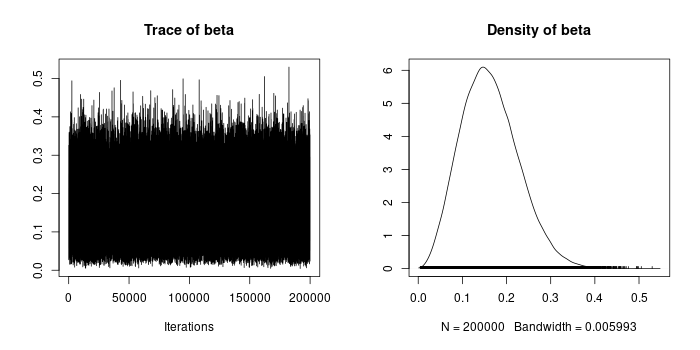 Trace of beta
0.5
0.4
0.3
0.2
0.1
0.0
0 50000 100000 150000 200000
Iterations
Density of beta
6
5
4
3
2
1
0
0.0 0.1 0.2 0.3 0.4 0.5
N = 200000 Bandwidth = 0.005993